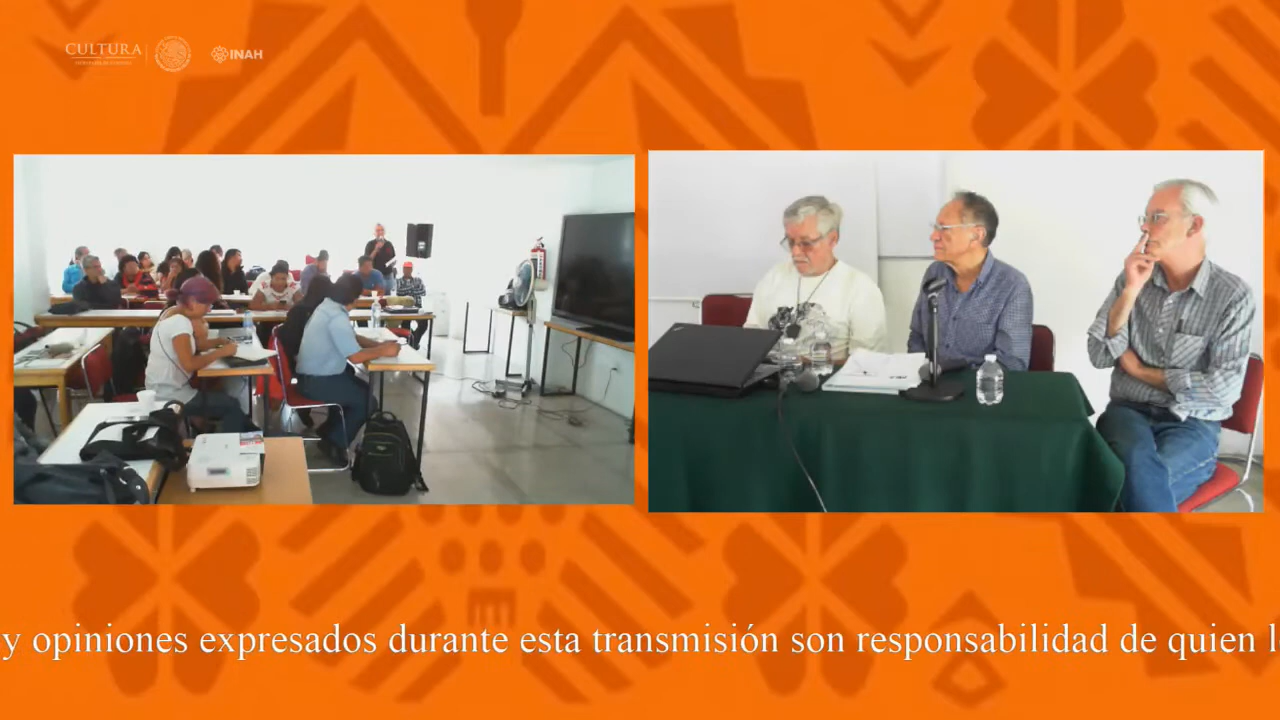 CULTURA
INAH
y opiniones expresados durante esta transmisión son responsabilidad de quien l